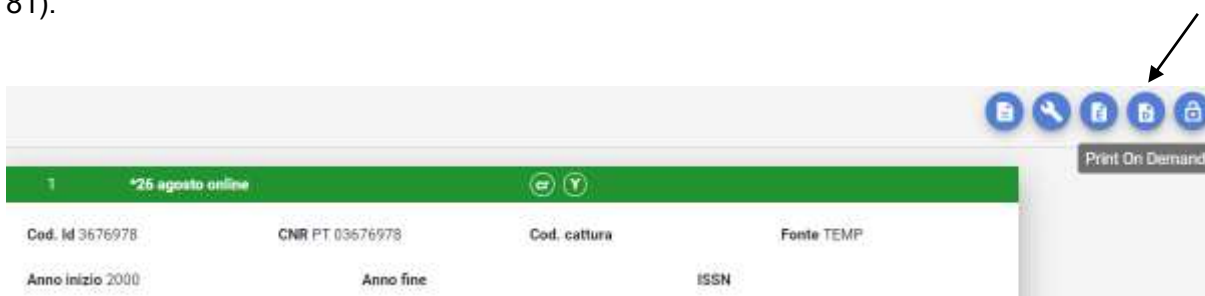 81).
Print On Demand
1 *26 agosto online cr Y
Cod. Id 3676978 CNR PT 03676978 Cod. cattura Fonte TEMP
Anno inizio 2000 Anno fine ISSN